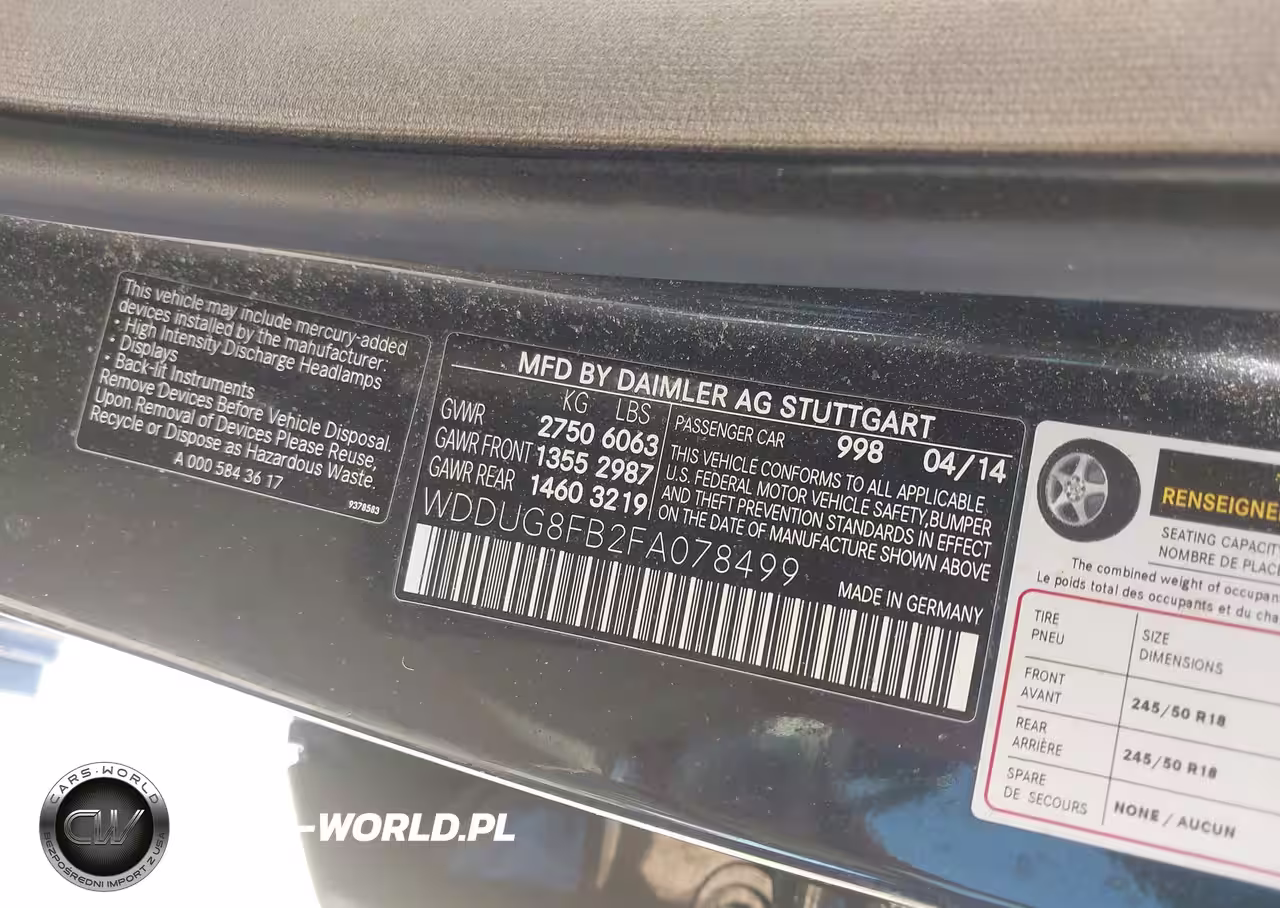 This vehicle may include mercury-added
devices installed by the manufacturer:
• High Intensity Discharge Headlamps
• Displays
• Back-lit Instruments
Remove Devices Before Vehicle Disposal.
Upon Removal of Devices Please Reuse,
Recycle or Dispose as Hazardous Waste.
A 000 584 36 17
9378583
MFD BY DAIMLER AG STUTTGART
KG LBS
GVWR 2750 6063
GAWR FRONT 1355 2987
GAWR REAR 1460 3219
PASSENGER CAR 998 04/14
THIS VEHICLE CONFORMS TO ALL APPLICABLE
U.S. FEDERAL MOTOR VEHICLE SAFETY, BUMPER
AND THEFT PREVENTION STANDARDS IN EFFECT
ON THE DATE OF MANUFACTURE SHOWN ABOVE
WDDUG8FB2FA078499
MADE IN GERMANY
RENSEIGNE
SEATING CAPACITY
NOMBRE DE PLACE
The combined weight of occupan
Le poids total des occupants et du cha
TIRE SIZE
PNEU DIMENSIONS
FRONT 245/50 R18
AVANT
REAR 245/50 R18
ARRIÈRE
SPARE NONE / AUCUN
DE SECOURS
CARS-WORLD
CW
BEZPOŚREDNI IMPORT Z USA
-WORLD.PL